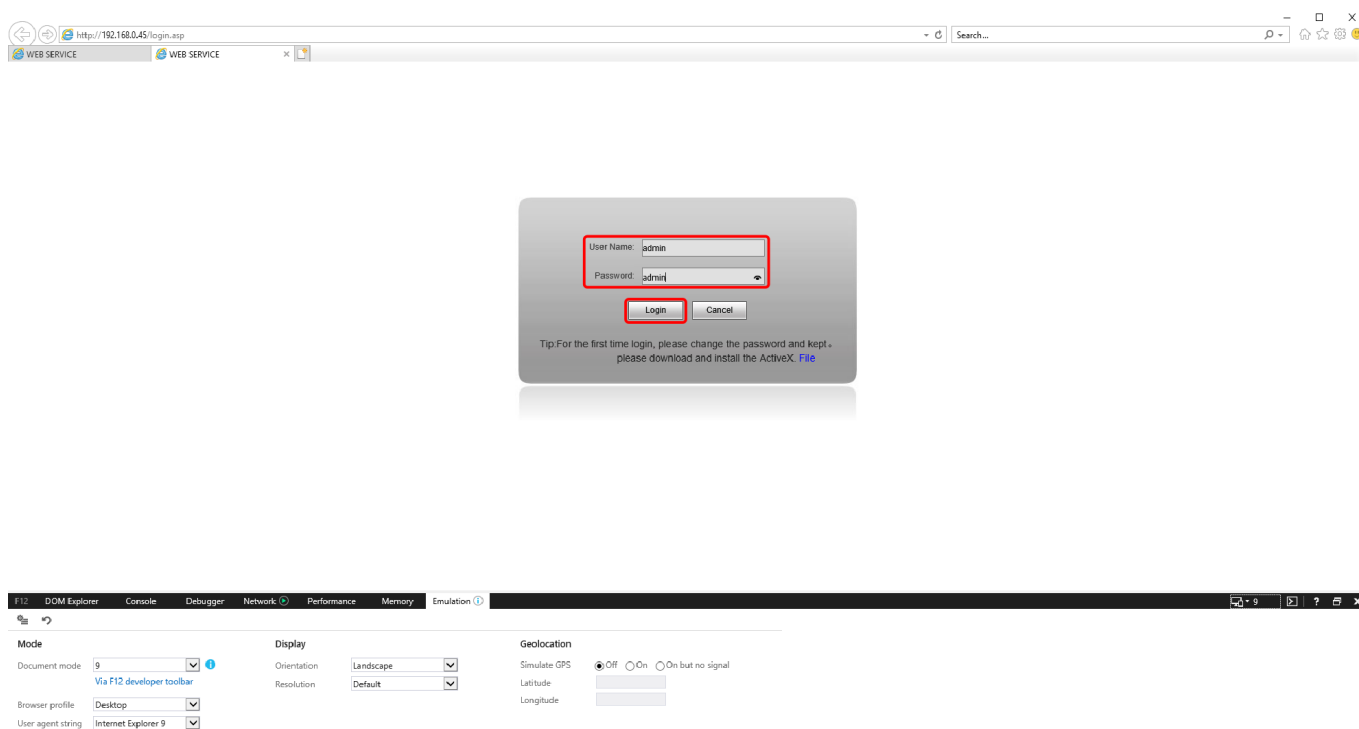 http://192.168.0.45/login.asp
Search...
WEB SERVICE
WEB SERVICE
User Name: admin
Password: admin
Login Cancel
Tip:For the first time login, please change the password and kept。
please download and install the ActiveX. File
F12 DOM Explorer Console Debugger Network Performance Memory Emulation
9
?
Mode Display Geolocation
Document mode 9 Orientation Landscape Simulate GPS Off On On but no signal
Via F12 developer toolbar Resolution Default Latitude
Longitude
Browser profile Desktop
User agent string Internet Explorer 9